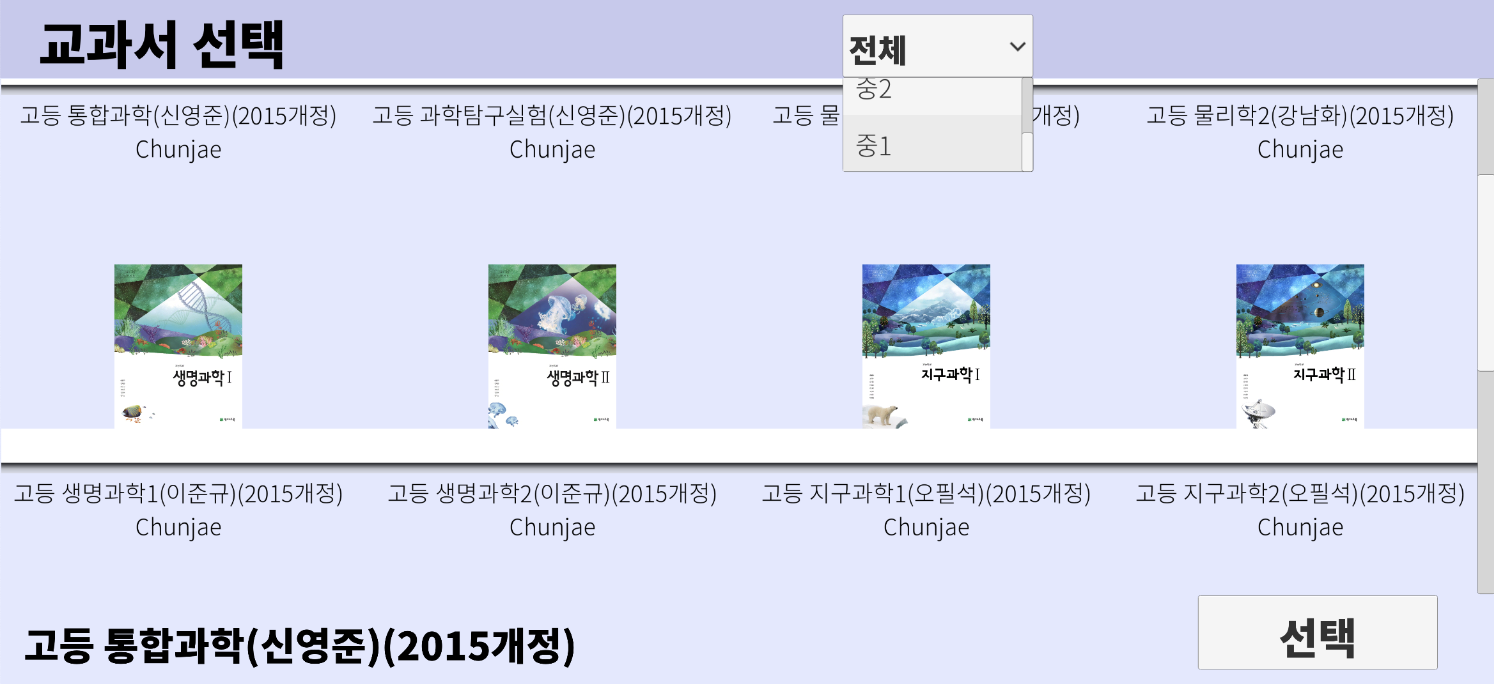 교과서 선택
전체
중2
중1
고등 통합과학(신영준)(2015개정)
Chunjae
고등 과학탐구실험(신영준)(2015개정)
Chunjae
고등 물
개정)
고등 물리학2(강남화)(2015개정)
Chunjae
생명과학 I
생명과학 II
지구과학 I
지구과학 II
고등 생명과학1(이준규)(2015개정)
Chunjae
고등 생명과학2(이준규)(2015개정)
Chunjae
고등 지구과학1(오필석)(2015개정)
Chunjae
고등 지구과학2(오필석)(2015개정)
Chunjae
고등 통합과학(신영준)(2015개정)
선택